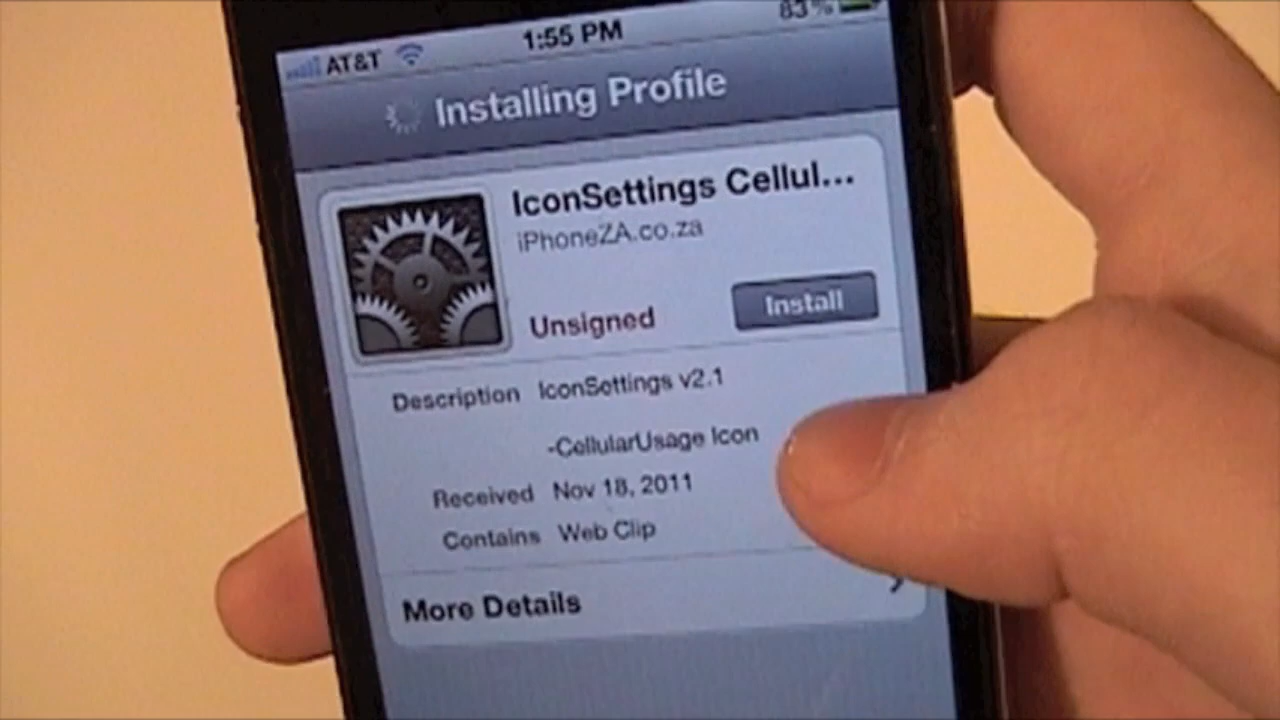 AT&T 1:55 PM 83%
Installing Profile
IconSettings Cellul...
iPhoneZA.co.za
Unsigned Install
Description IconSettings v2.1
-CellularUsage Icon
Received Nov 18, 2011
Contains Web Clip
More Details